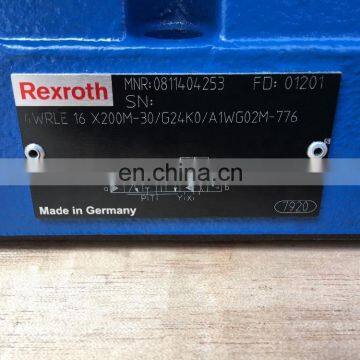 Rexroth
MNR:0811404253 FD: 01201
SN:
4WRLE 16 X200M-30/G24K0/A1WG02M-776
en.china.cn
P|T| Y|X|
Made in Germany
7920